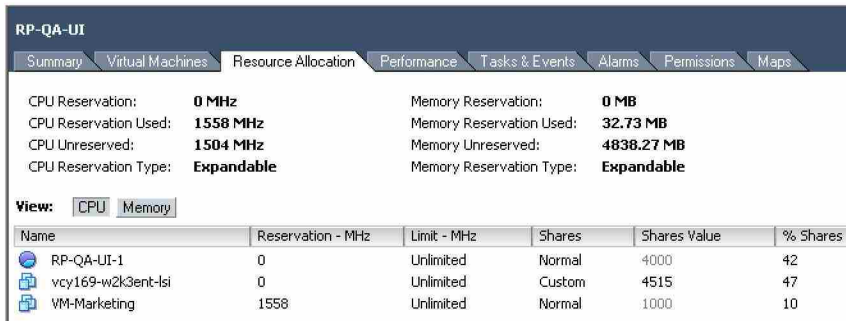 RP-QA-UI
Summary Virtual Machines Resource Allocation Performance Tasks & Events Alarms Permissions Maps
CPU Reservation: 0 MHz Memory Reservation: 0 MB
CPU Reservation Used: 1558 MHz Memory Reservation Used: 32.73 MB
CPU Unreserved: 1504 MHz Memory Unreserved: 4838.27 MB
CPU Reservation Type: Expandable Memory Reservation Type: Expandable
View: CPU Memory
Name Reservation - MHz Limit - MHz Shares Shares Value % Shares
RP-QA-UI-1 0 Unlimited Normal 4000 42
vcy169-w2k3ent-lsi 0 Unlimited Custom 4515 47
VM-Marketing 1558 Unlimited Normal 1000 10